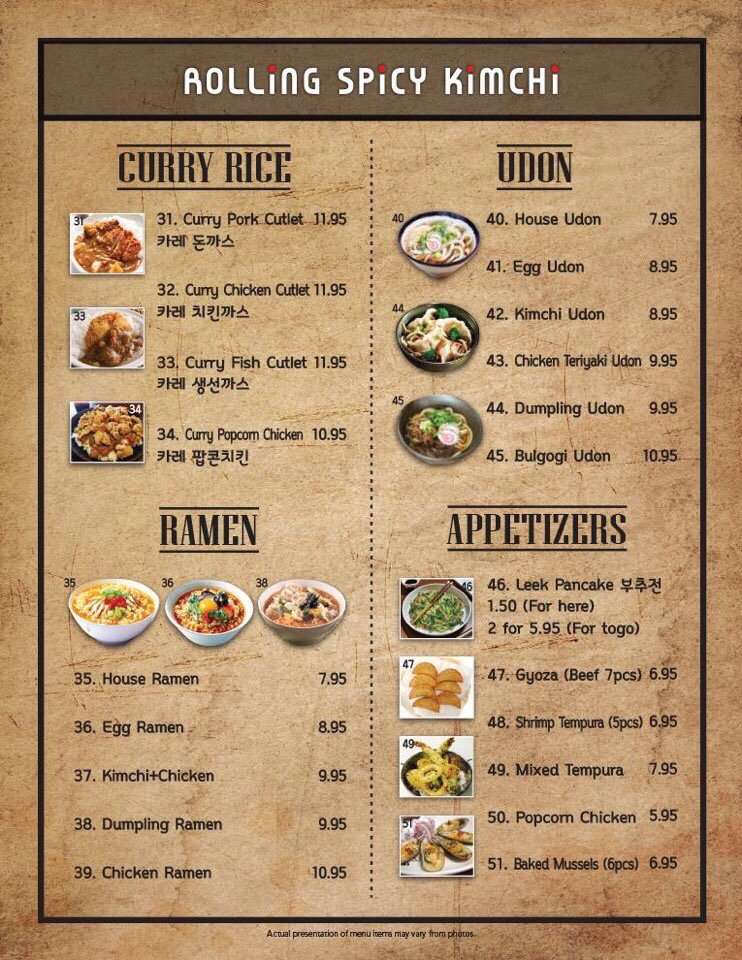 ROLLiNG SPiCY KiMCHi
CURRY RICE
31
31. Curry Pork Cutlet 11.95
카레 돈까스
32. Curry Chicken Cutlet 11.95
카레 치킨까스
33
33. Curry Fish Cutlet 11.95
카레 생선까스
34
34. Curry Popcorn Chicken 10.95
카레 팝콘치킨
RAMEN
35 36 38
35. House Ramen 7.95
36. Egg Ramen 8.95
37. Kimchi+Chicken 9.95
38. Dumpling Ramen 9.95
39. Chicken Ramen 10.95
UDON
40
40. House Udon 7.95
41. Egg Udon 8.95
42. Kimchi Udon 8.95
44
43. Chicken Teriyaki Udon 9.95
44. Dumpling Udon 9.95
45
45. Bulgogi Udon 10.95
APPETIZERS
46
46. Leek Pancake 부추전
1.50 (For here)
2 for 5.95 (For togo)
47
47. Gyoza (Beef 7pcs) 6.95
48. Shrimp Tempura (5pcs) 6.95
49
49. Mixed Tempura 7.95
50. Popcorn Chicken 5.95
51
51. Baked Mussels (6pcs) 6.95
Actual presentation of menu items may vary from photos.